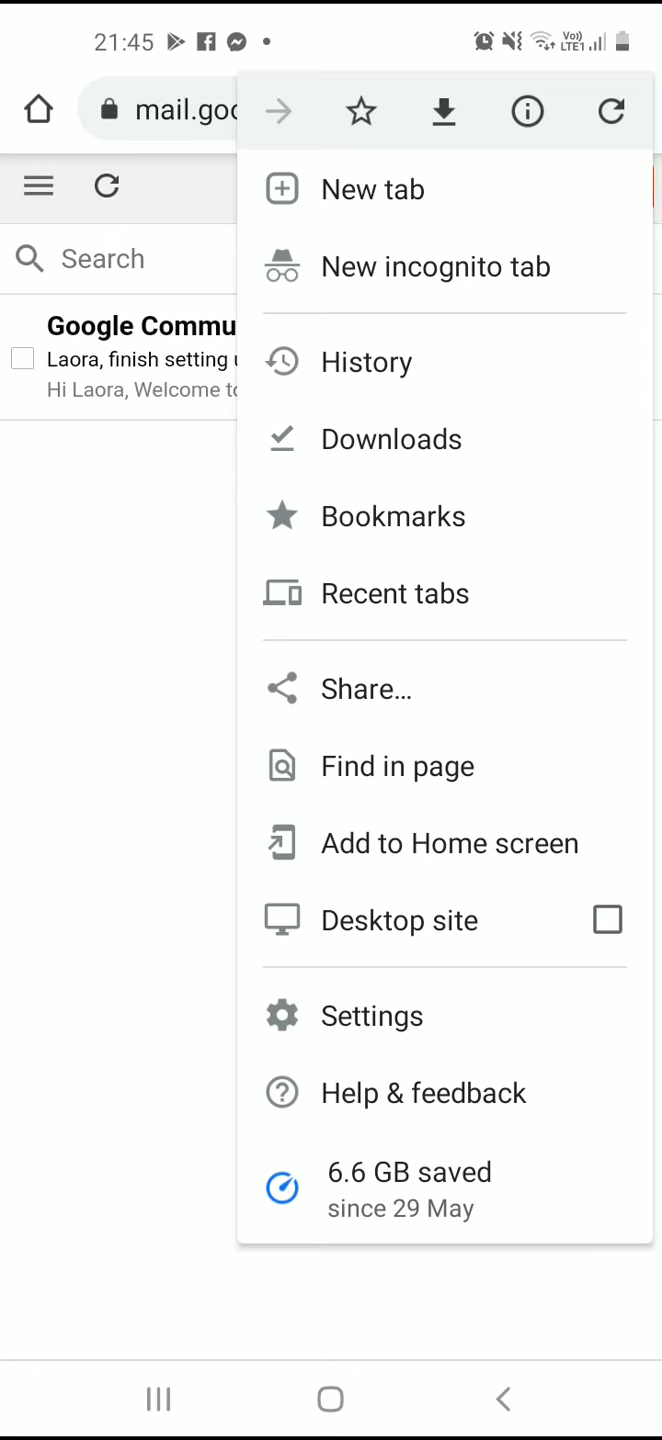 21:45
Vo))
LTE1
mail.goo
New tab
Search
New incognito tab
Google Commu
Laora, finish setting u
Hi Laora, Welcome to
History
Downloads
Bookmarks
Recent tabs
Share...
Find in page
Add to Home screen
Desktop site
Settings
Help & feedback
6.6 GB saved
since 29 May